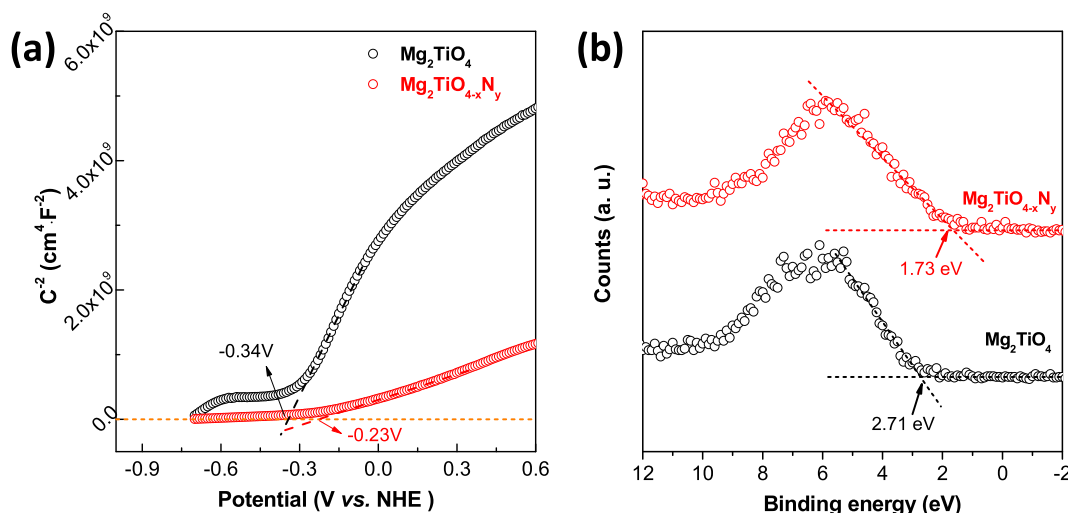 (a)
6.0x10⁹
4.0x10⁹
2.0x10⁹
0.0
C⁻² (cm⁴·F⁻²)
Mg₂TiO₄
Mg₂TiO₄₋ₓNᵧ
-0.34V
-0.23V
-0.9 -0.6 -0.3 0.0 0.3 0.6
Potential (V vs. NHE )
(b)
Counts (a. u.)
Mg₂TiO₄₋ₓNᵧ
1.73 eV
Mg₂TiO₄
2.71 eV
12 10 8 6 4 2 0 -2
Binding energy (eV)